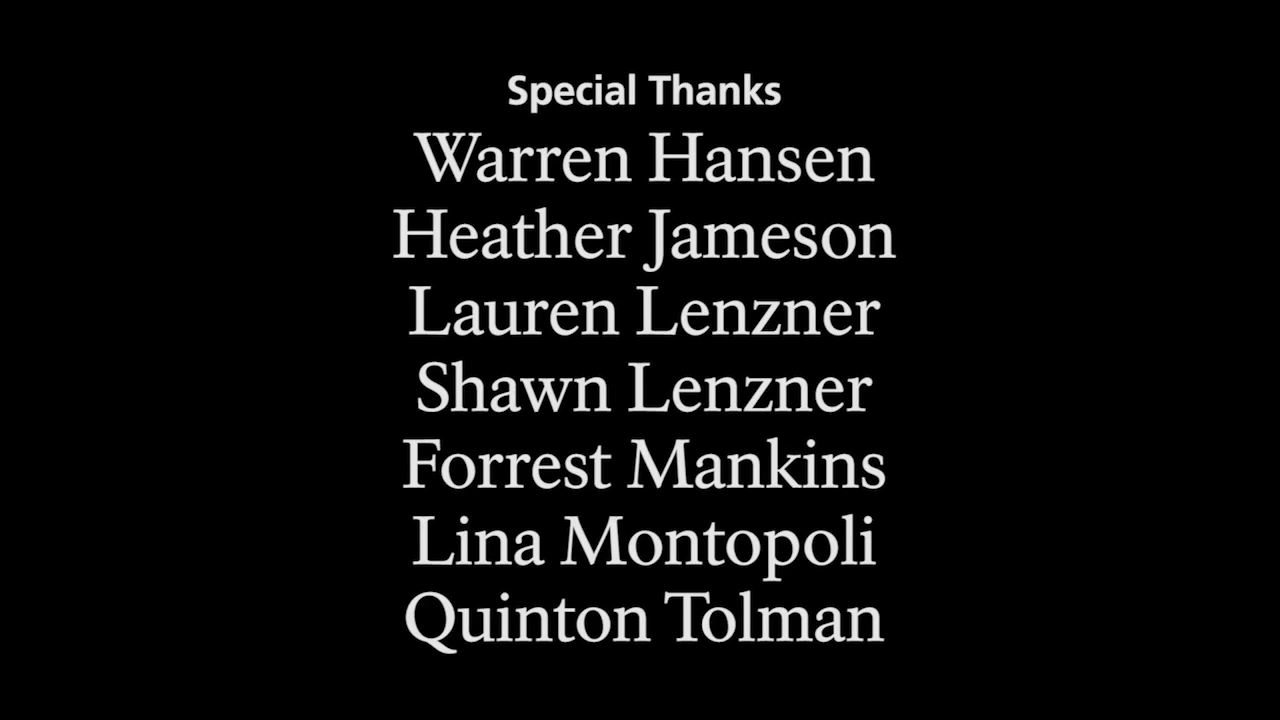 Special Thanks
Warren Hansen
Heather Jameson
Lauren Lenzner
Shawn Lenzner
Forrest Mankins
Lina Montopoli
Quinton Tolman